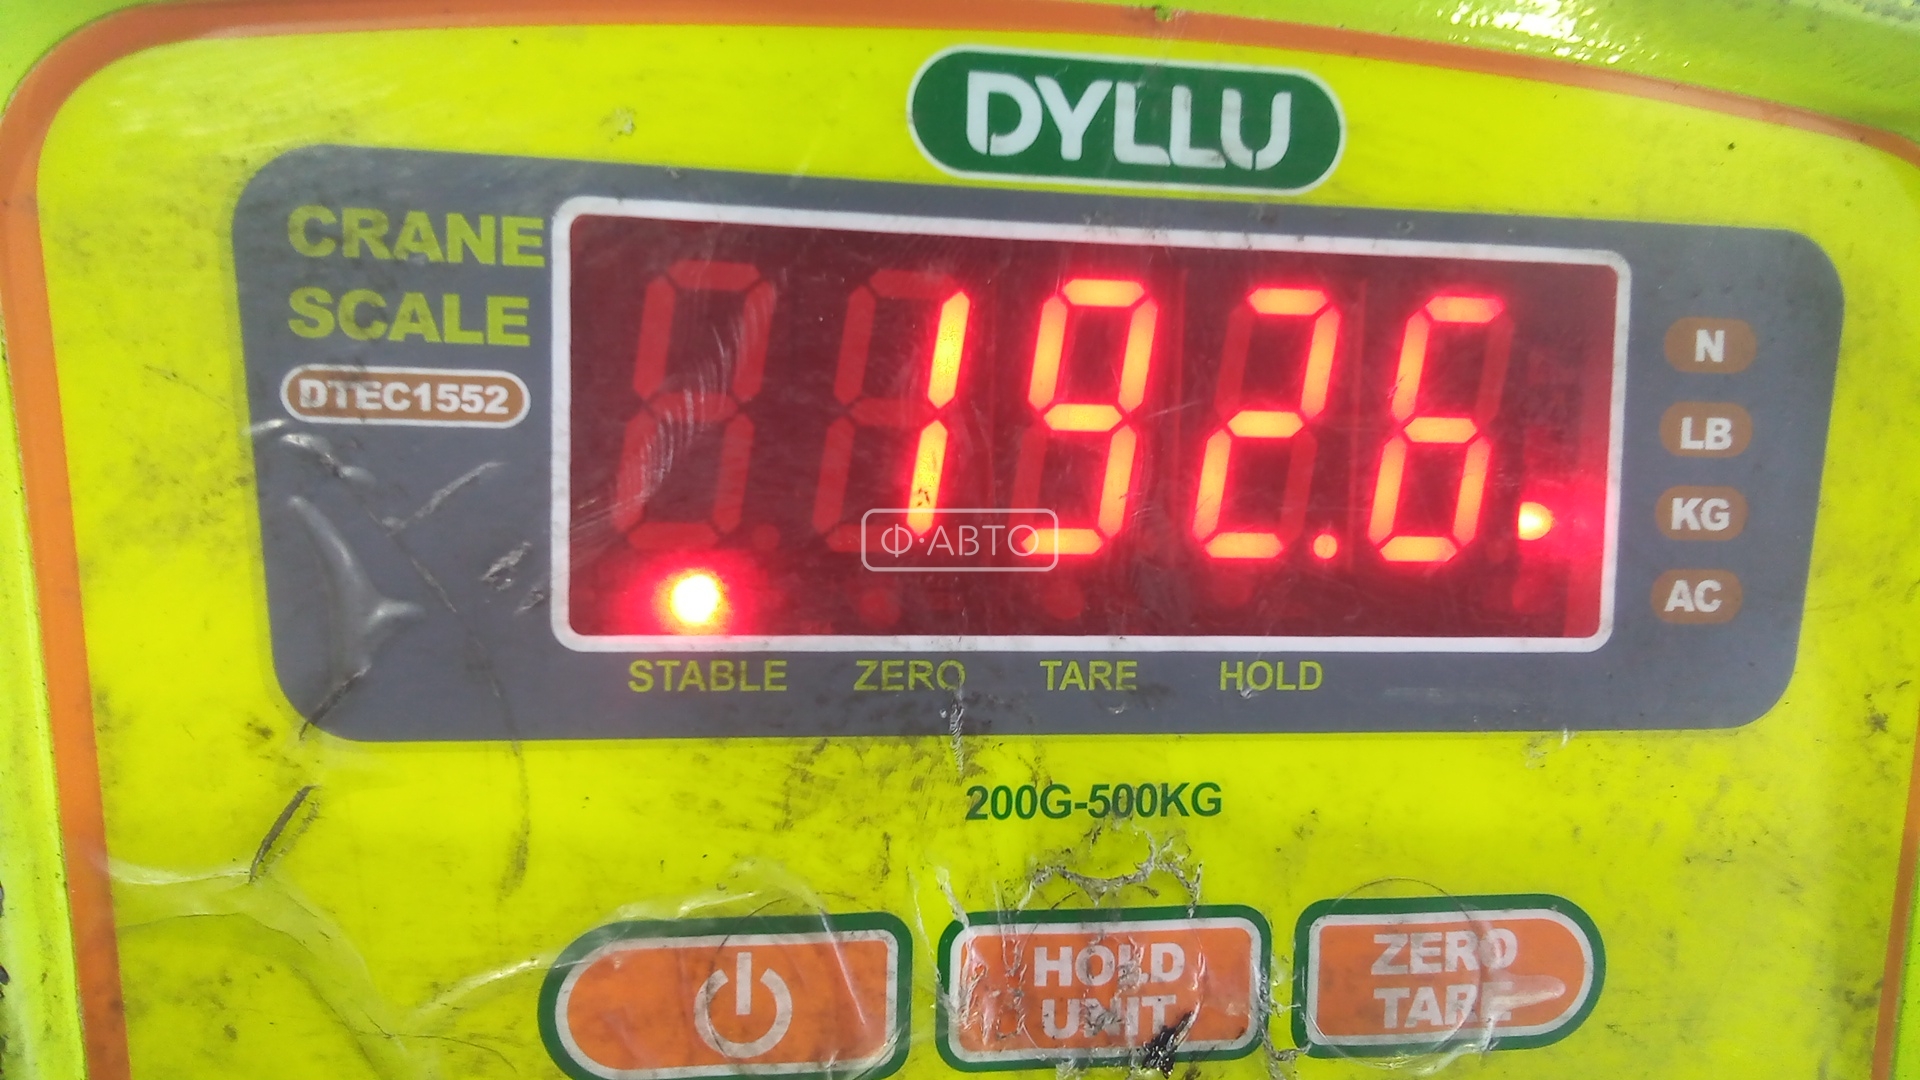 DYLLU
CRANE
SCALE
DTEC1552
192.6
N
LB
KG
AC
Ф·АВТО
STABLE ZERO TARE HOLD
200G-500KG
HOLD
UNIT
ZERO
TARE